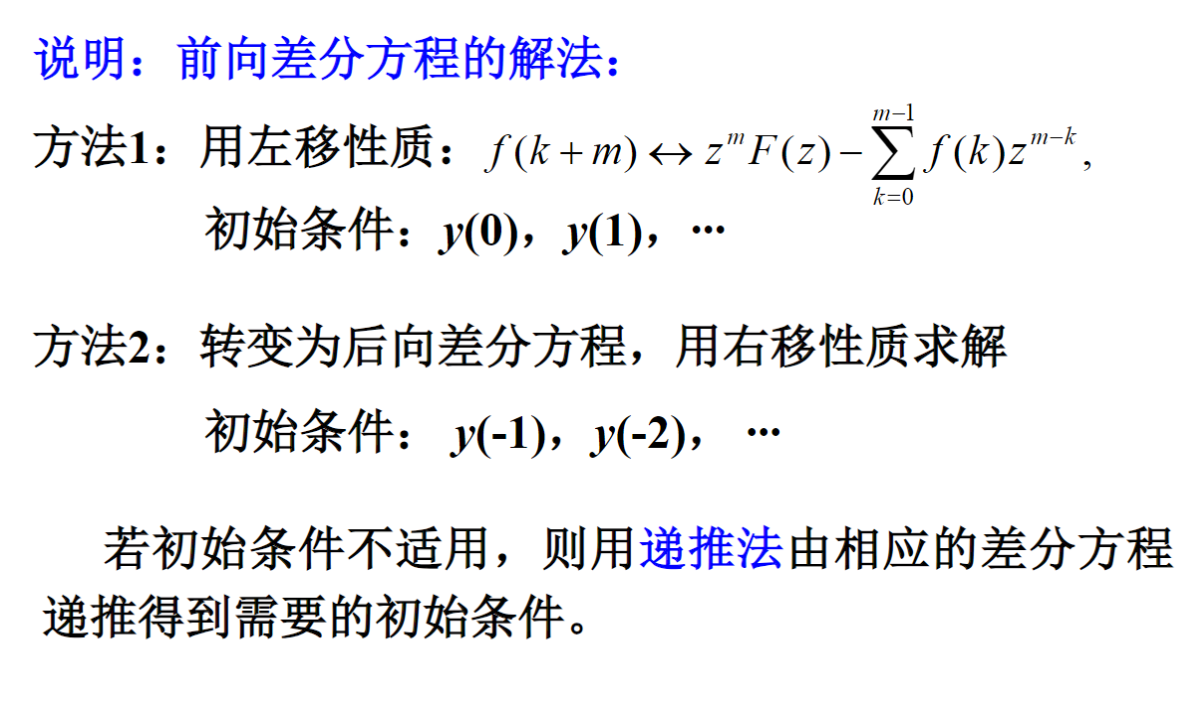 说明：前向差分方程的解法：
方法1：用左移性质：$f(k+m) \leftrightarrow z^{m}F(z) - \sum_{k=0}^{m-1} f(k)z^{m-k}$,
初始条件：y(0)，y(1)，…
方法2：转变为后向差分方程，用右移性质求解
初始条件： y(-1)，y(-2)， …
若初始条件不适用，则用递推法由相应的差分方程
递推得到需要的初始条件。